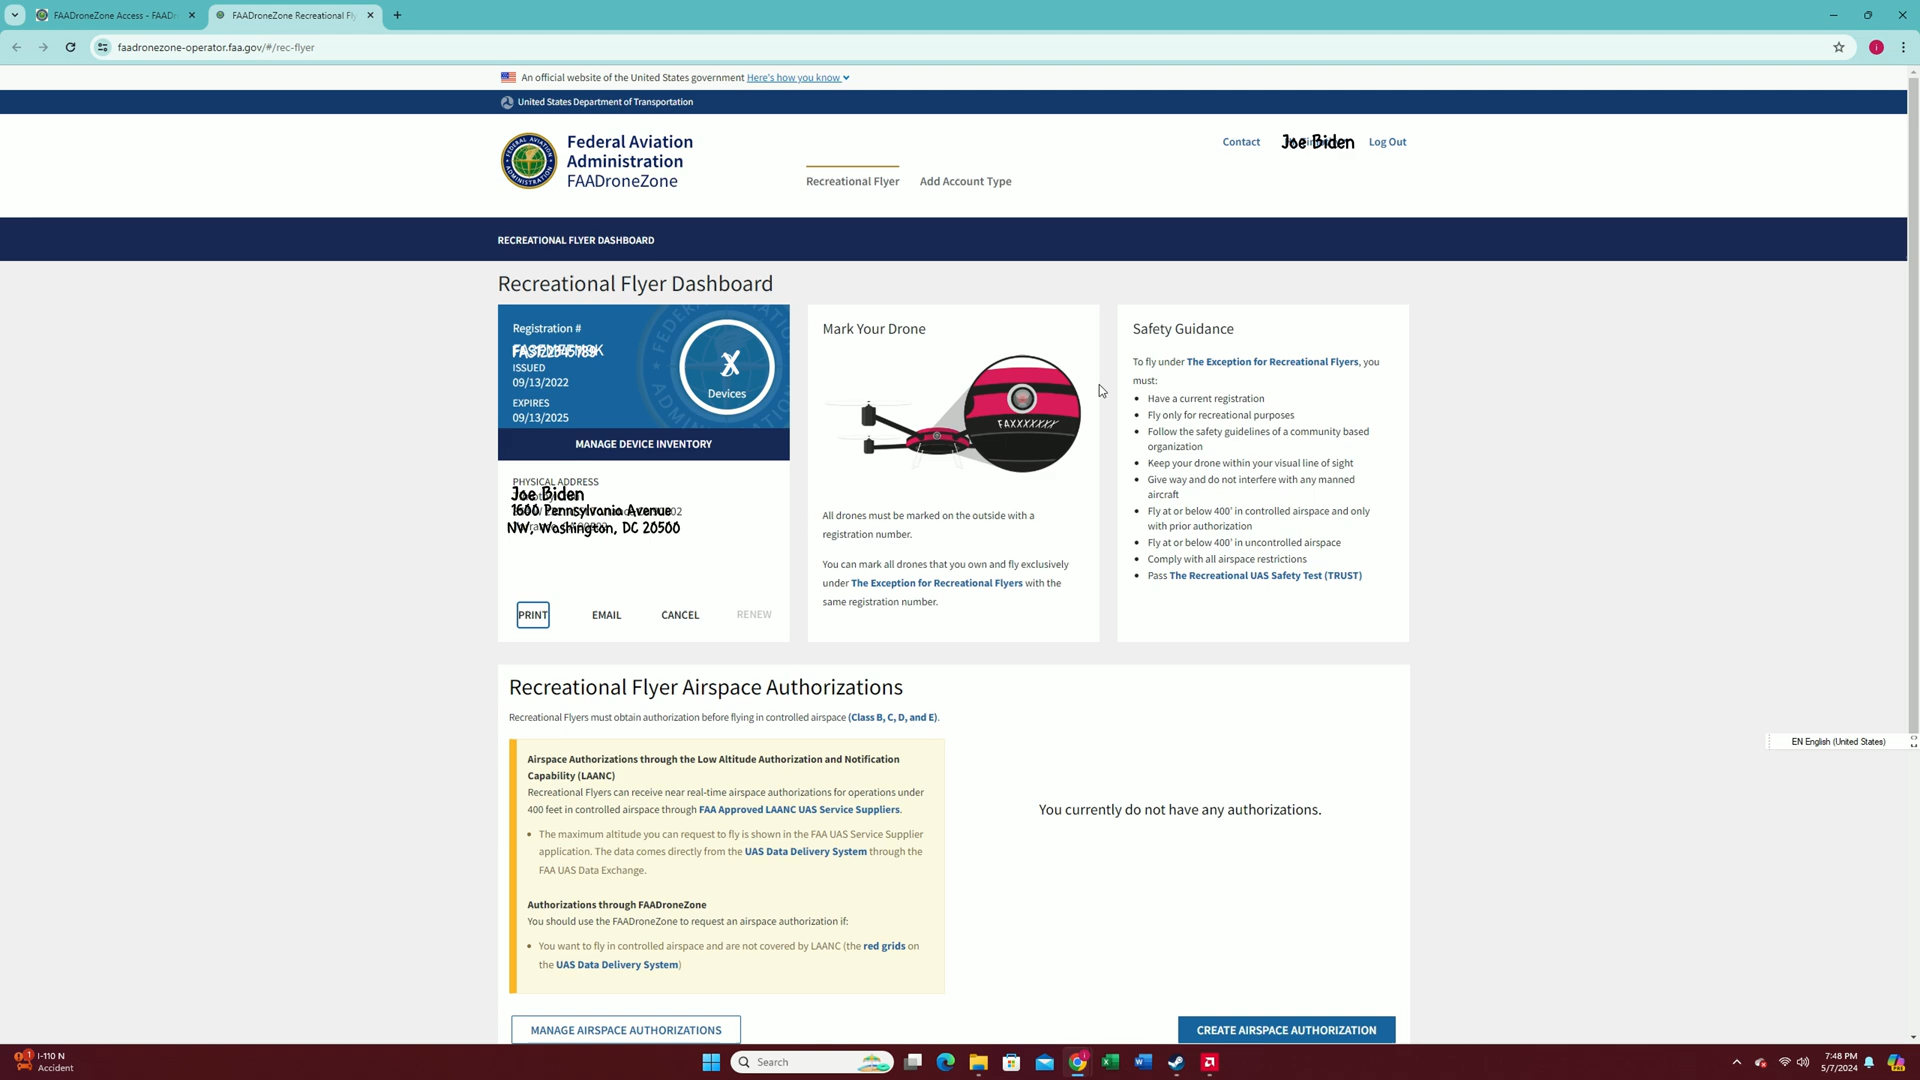 FAADroneZone Access - FAAD
FAADroneZone Recreational Fly
faadronezone-operator.faa.gov/#/rec-flyer
An official website of the United States government Here's how you know
United States Department of Transportation
Federal Aviation
Administration
FAADroneZone
Recreational Flyer
Add Account Type
Contact
Joe Biden
Log Out
RECREATIONAL FLYER DASHBOARD
Recreational Flyer Dashboard
Registration #
ISSUED
09/13/2022
EXPIRES
09/13/2025
X
Devices
MANAGE DEVICE INVENTORY
PHYSICAL ADDRESS
Joe Biden
1600 Pennsylvania Avenue
NW, Washington, DC 20500
PRINT
EMAIL
CANCEL
RENEW
Mark Your Drone
FAXXXXXXX
All drones must be marked on the outside with a
registration number.
You can mark all drones that you own and fly exclusively
under The Exception for Recreational Flyers with the
same registration number.
Safety Guidance
To fly under The Exception for Recreational Flyers, you
must:
• Have a current registration
• Fly only for recreational purposes
• Follow the safety guidelines of a community based
organization
• Keep your drone within your visual line of sight
• Give way and do not interfere with any manned
aircraft
• Fly at or below 400' in controlled airspace and only
with prior authorization
• Fly at or below 400' in uncontrolled airspace
• Comply with all airspace restrictions
• Pass The Recreational UAS Safety Test (TRUST)
Recreational Flyer Airspace Authorizations
Recreational Flyers must obtain authorization before flying in controlled airspace (Class B, C, D, and E).
Airspace Authorizations through the Low Altitude Authorization and Notification
Capability (LAANC)
Recreational Flyers can receive near real-time airspace authorizations for operations under
400 feet in controlled airspace through FAA Approved LAANC UAS Service Suppliers.
• The maximum altitude you can request to fly is shown in the FAA UAS Service Supplier
application. The data comes directly from the UAS Data Delivery System through the
FAA UAS Data Exchange.
Authorizations through FAADroneZone
You should use the FAADroneZone to request an airspace authorization if:
• You want to fly in controlled airspace and are not covered by LAANC (the red grids on
the UAS Data Delivery System)
You currently do not have any authorizations.
MANAGE AIRSPACE AUTHORIZATIONS
CREATE AIRSPACE AUTHORIZATION
EN English (United States)
I-110 N
Accident
Search
7:48 PM
5/7/2024